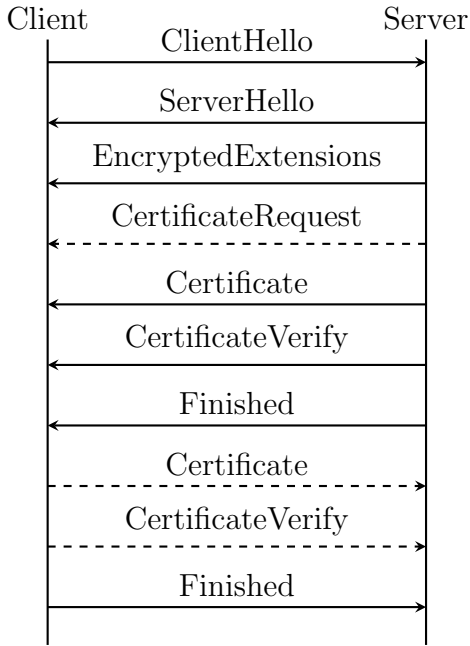 Client
Server
ClientHello
ServerHello
EncryptedExtensions
CertificateRequest
Certificate
CertificateVerify
Finished
Certificate
CertificateVerify
Finished